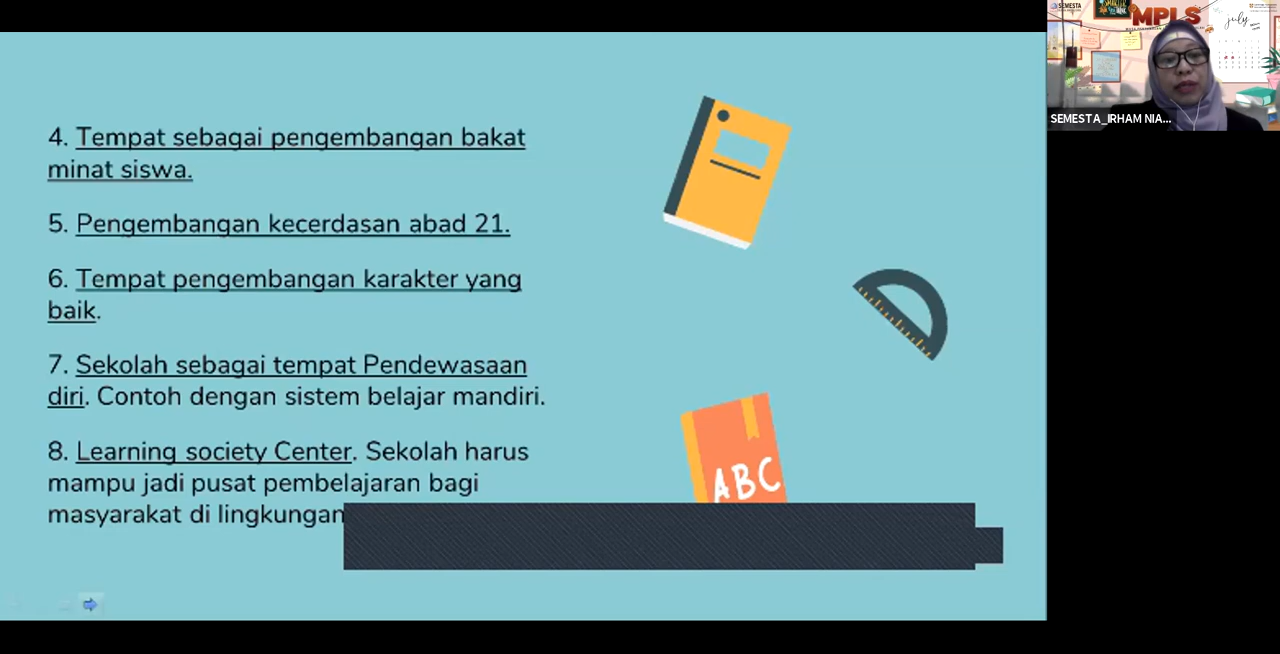 4. Tempat sebagai pengembangan bakat
minat siswa.
5. Pengembangan kecerdasan abad 21.
6. Tempat pengembangan karakter yang
baik.
7. Sekolah sebagai tempat Pendewasaan
diri. Contoh dengan sistem belajar mandiri.
8. Learning society Center. Sekolah harus
mampu jadi pusat pembelajaran bagi
masyarakat di lingkungan
ABC
SEMESTA
MPLS
july
SEMESTA_IRHAM NIA...